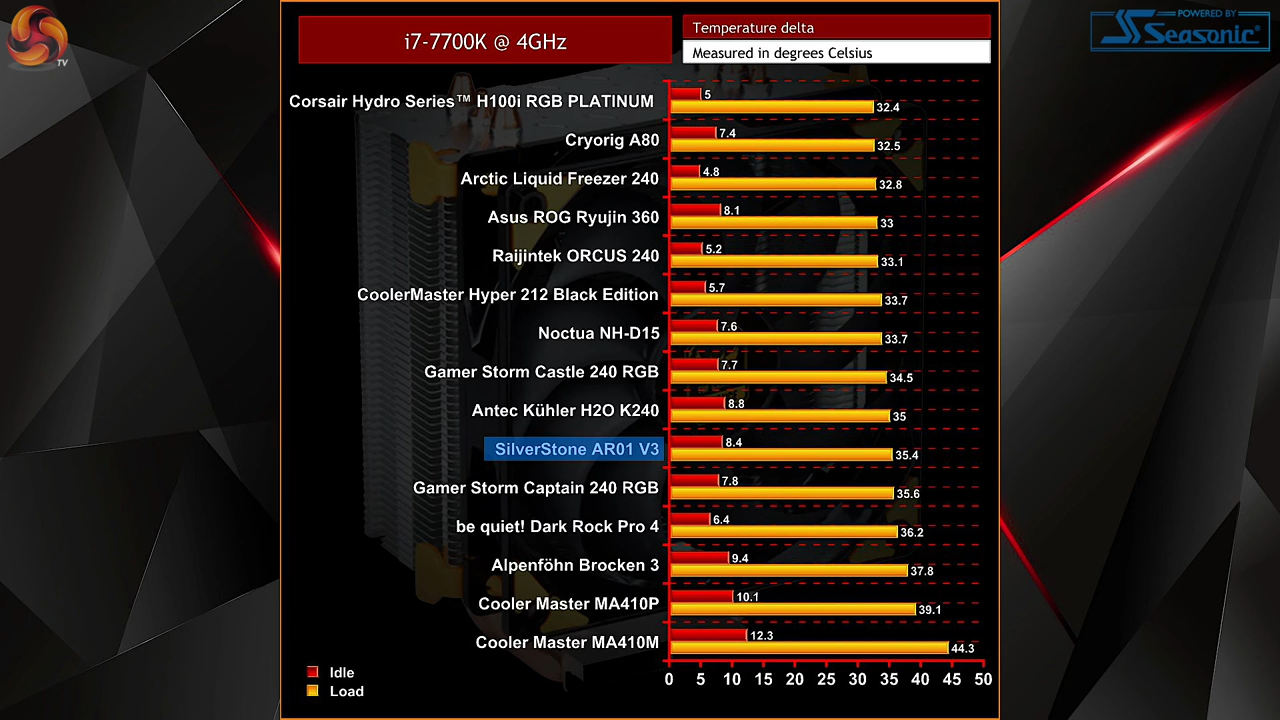 TV
i7-7700K @ 4GHz
Temperature delta
Measured in degrees Celsius
POWERED BY
Seasonic®
Corsair Hydro Series™ H100i RGB PLATINUM 5
32.4
Cryorig A80 7.4
32.5
Arctic Liquid Freezer 240 4.8
32.8
Asus ROG Ryujin 360 8.1
33
Raijintek ORCUS 240 5.2
33.1
CoolerMaster Hyper 212 Black Edition 5.7
33.7
Noctua NH-D15 7.6
33.7
Gamer Storm Castle 240 RGB 7.7
34.5
Antec Kühler H2O K240 8.8
35
SilverStone AR01 V3 8.4
35.4
Gamer Storm Captain 240 RGB 7.8
35.6
be quiet! Dark Rock Pro 4 6.4
36.2
Alpenföhn Brocken 3 9.4
37.8
Cooler Master MA410P 10.1
39.1
Cooler Master MA410M 12.3
44.3
Idle
Load
0 5 10 15 20 25 30 35 40 45 50